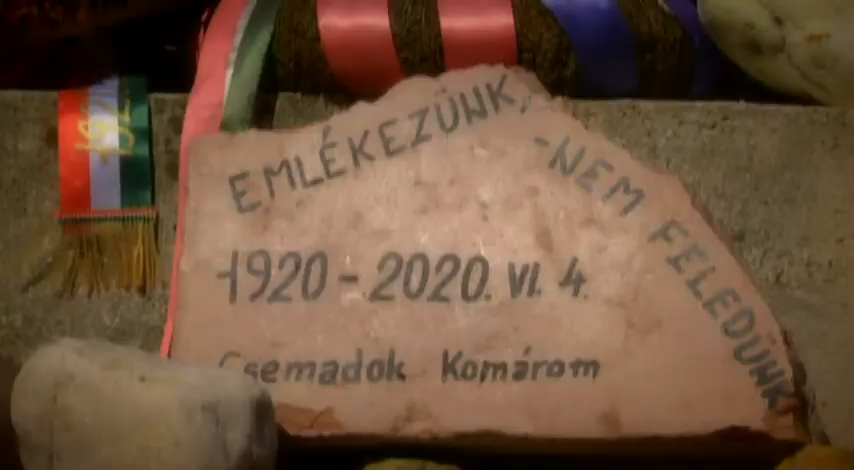 EMLÉKEZÜNK,
-NEM FELEDÜNK
1920-2020. VI. 4.
Csemadok Komárom